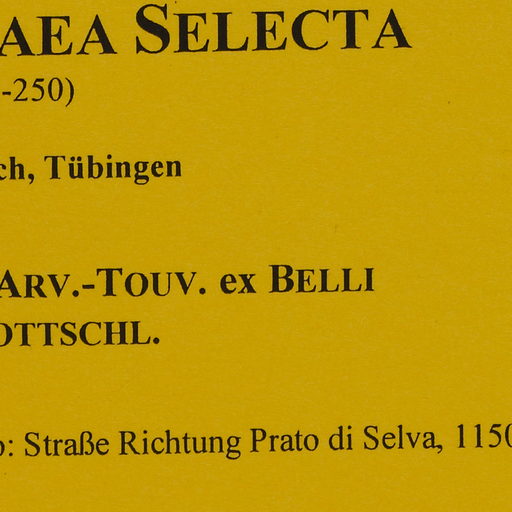 AEA SELECTA
-250)
ch, Tübingen
ARV.-TOUV. ex BELLI
OTTSCHL.
: Straße Richtung Prato di Selva, 1150